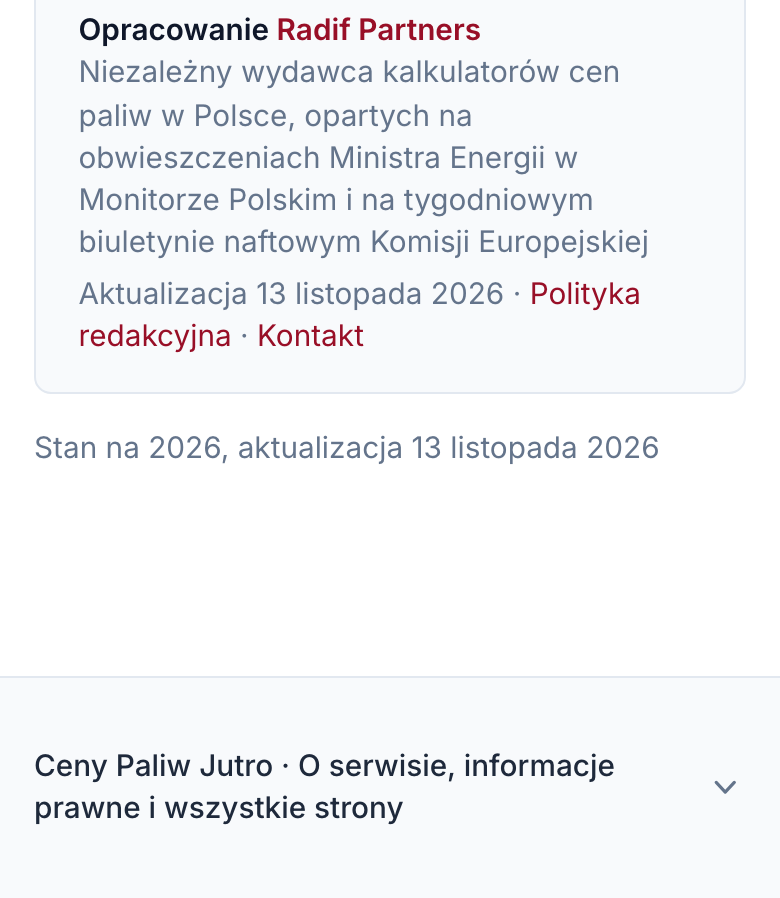 Opracowanie Radif Partners
Niezależny wydawca kalkulatorów cen
paliw w Polsce, opartych na
obwieszczeniach Ministra Energii w
Monitorze Polskim i na tygodniowym
biuletynie naftowym Komisji Europejskiej
Aktualizacja 13 listopada 2026 · Polityka
redakcyjna · Kontakt
Stan na 2026, aktualizacja 13 listopada 2026
Ceny Paliw Jutro · O serwisie, informacje
prawne i wszystkie strony